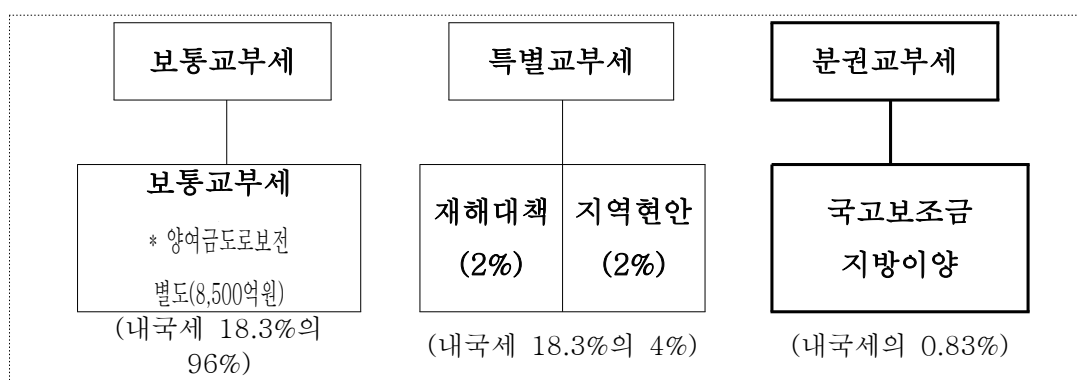 보통교부세
특별교부세
분권교부세
보통교부세
* 양여금도로보전
별도(8,500억원)
(내국세 18.3%의
96%)
재해대책
(2%)
지역현안
(2%)
(내국세 18.3%의 4%)
국고보조금
지방이양
(내국세의 0.83%)